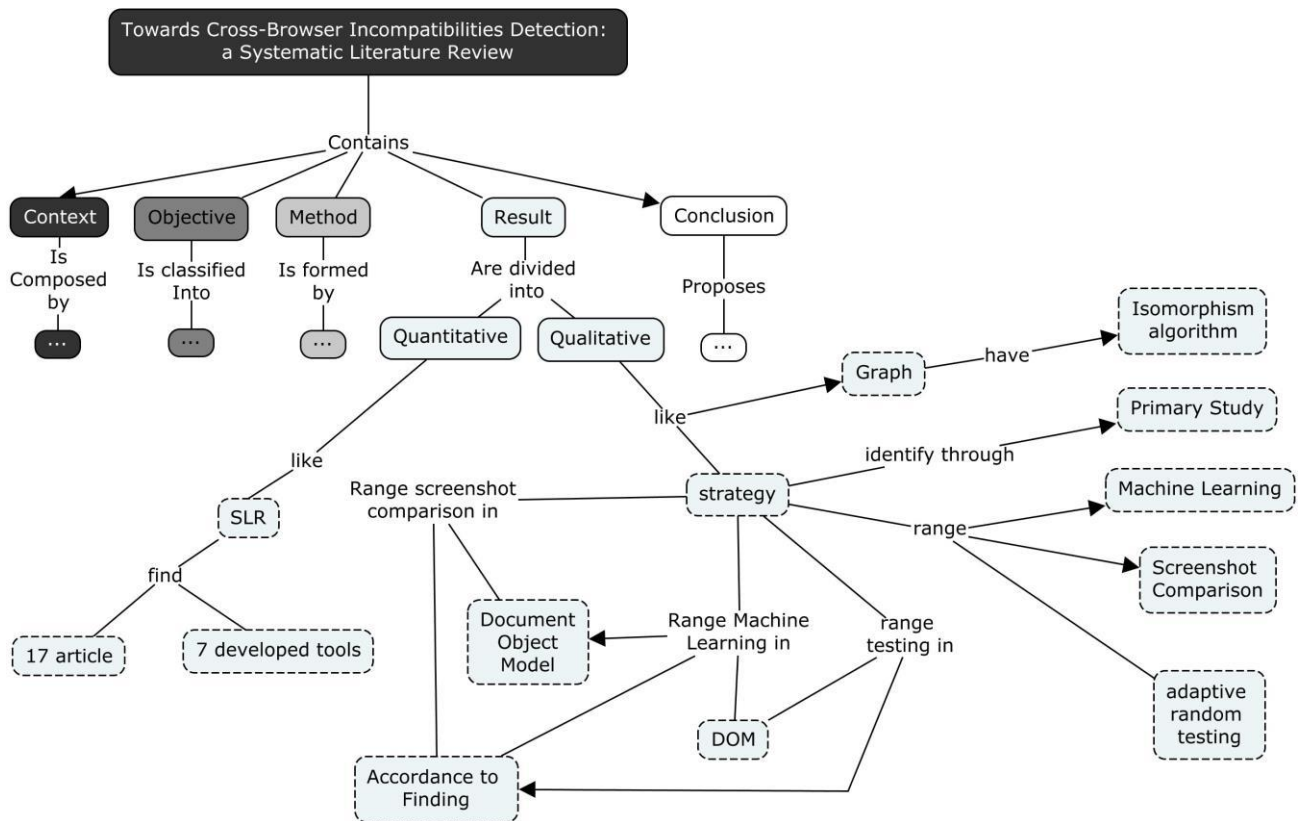 Towards Cross-Browser Incompatibilities Detection:
a Systematic Literature Review
Contains
Context
Objective
Method
Result
Conclusion
Is
Composed
by
Is classified
Into
Is formed
by
Are divided
into
Proposes
...
...
...
...
Quantitative
Qualitative
Isomorphism
algorithm
Graph
have
like
Primary Study
identify through
like
Range screenshot
comparison in
strategy
Machine Learning
SLR
range
find
Screenshot
Comparison
17 article
7 developed tools
Document
Object
Model
Range Machine
Learning in
range
testing in
adaptive
random
testing
DOM
Accordance to
Finding